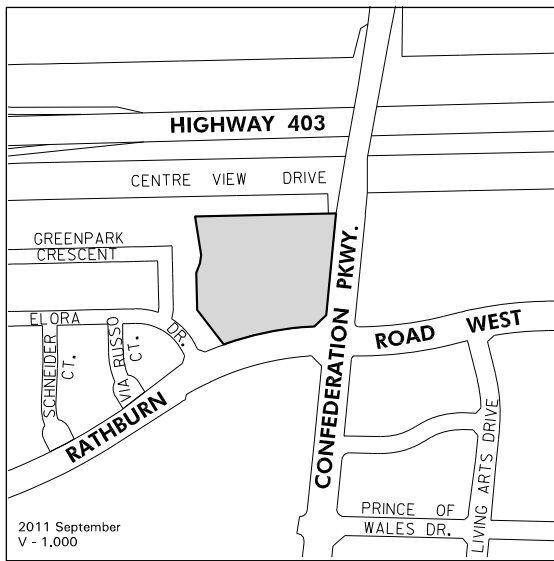 HIGHWAY 403
CENTRE VIEW DRIVE
GREENPARK
CRESCENT
CONFEDERATION PKWY.
ELORA
DR.
SCHNEIDER
CT.
VIA RUSSO
CT.
RATHBURN
ROAD WEST
LIVING ARTS DRIVE
PRINCE OF
WALES DR.
2011 September
V - 1.000